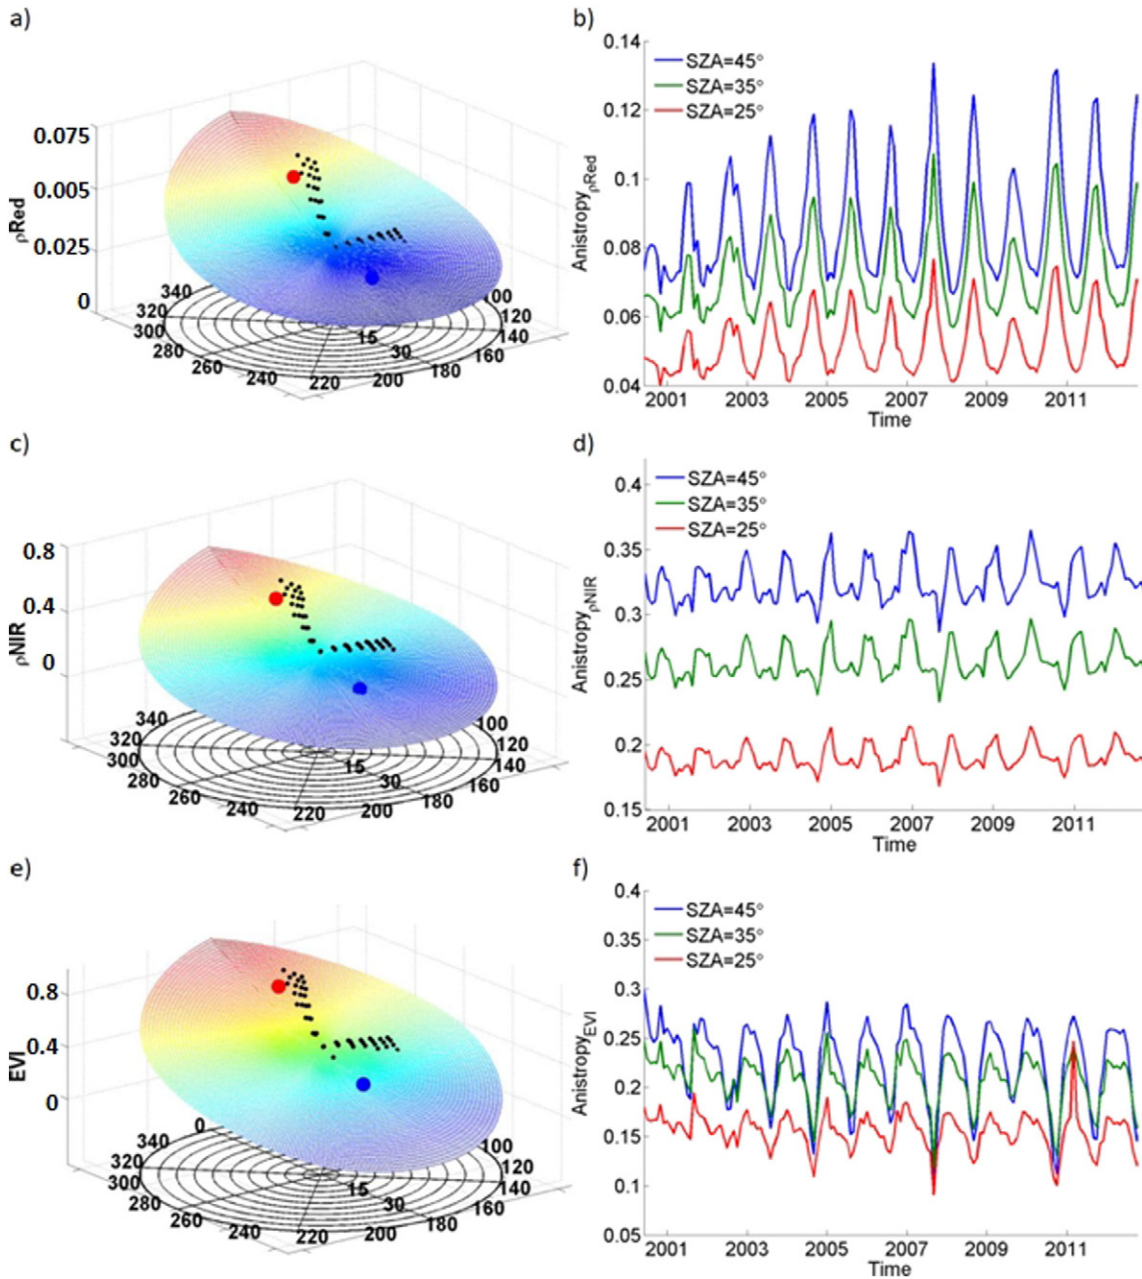 a)
0.075
0.005
0.025
0
ρRed
340
320
300
280
260
240
220
200
180
160
140
120
100
15
30
b)
0.14
0.12
0.1
0.08
0.06
0.04
Anistropy ρRed
SZA=45°
SZA=35°
SZA=25°
2001 2003 2005 2007 2009 2011
Time
c)
0.8
0.4
0
ρNIR
340
320
300
280
260
240
220
200
180
160
140
120
100
15
30
d)
0.4
0.35
0.3
0.25
0.2
0.15
Anistropy ρNIR
SZA=45°
SZA=35°
SZA=25°
2001 2003 2005 2007 2009 2011
Time
e)
0.8
0.4
0
EVI
0
340
320
300
280
260
240
220
200
180
160
140
120
100
15
30
f)
0.4
0.35
0.3
0.25
0.2
0.15
0.1
0.05
Anistropy EVI
SZA=45°
SZA=35°
SZA=25°
2001 2003 2005 2007 2009 2011
Time